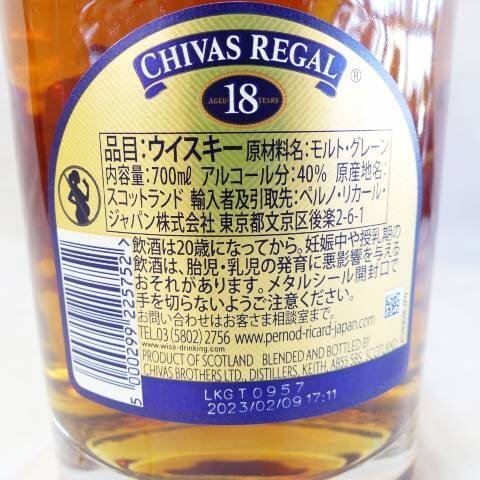 CHIVAS REGAL ®
AGED 18 YEARS
品目:ウイスキー 原材料名:モルト・グレーン
内容量:700mℓ アルコール分:40% 原産地名:
スコットランド 輸入者及引取先:ペルノ・リカール・
ジャパン株式会社 東京都文京区後楽2-6-1
飲酒は20歳になってから。妊娠中や授乳期の
飲酒は、胎児・乳児の発育に悪影響を与える
おそれがあります。メタルシール開封口で
手を切らないようご注意ください。
お問い合わせはお客さま相談室まで。
TEL03(5802)2756 www.pernod-ricard-japan.com
www.wise-drinking.com
PRODUCT OF SCOTLAND BLENDED AND BOTTLED BY
CHIVAS BROTHERS LTD., DISTILLERS, KEITH, AB55 5BS, SCOTLAND.
5 000299 225752 >
LKGT0957
2023/02/09 17:11